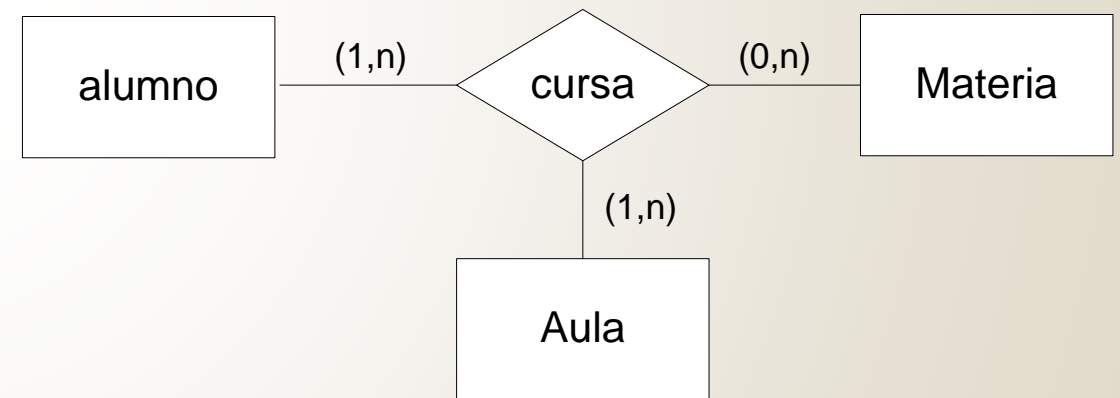 (1,n)
(0,n)
alumno
cursa
Materia
(1,n)
Aula